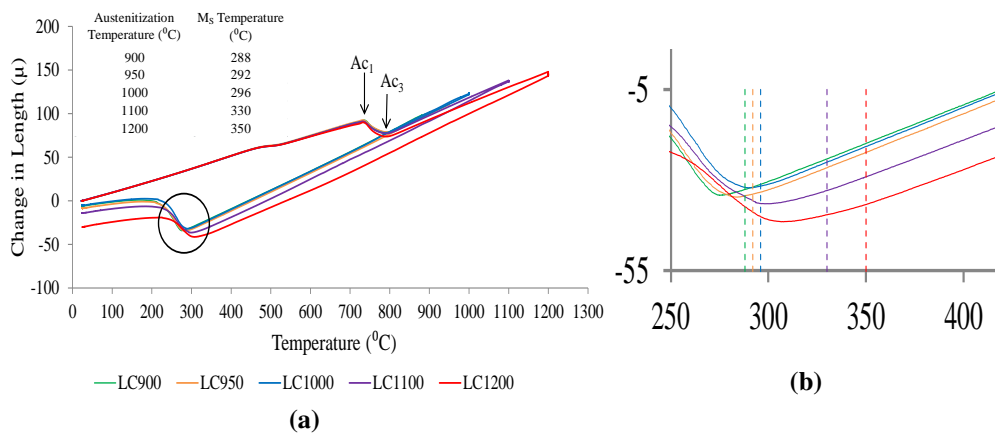 Austenitization Temperature (⁰C) M_S Temperature (⁰C)
900 288
950 292
1000 296
1100 330
1200 350
Ac₁
Ac₃
200
150
100
50
0
-50
-100
Change in Length (µ)
0 100 200 300 400 500 600 700 800 900 1000 1100 1200 1300
Temperature (⁰C)
LC900 LC950 LC1000 LC1100 LC1200
(a)
-5
-55
250 300 350 400
(b)